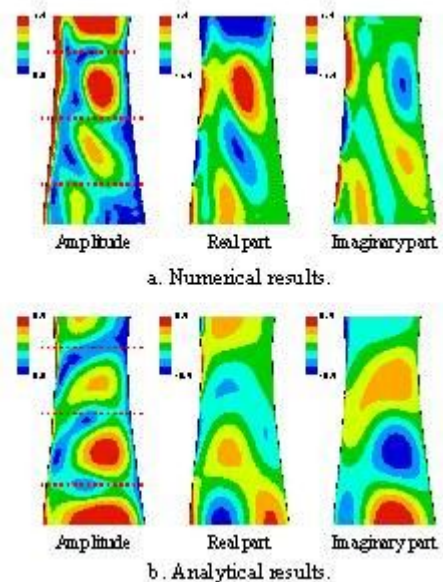 Amplitude Real part Imaginary part
a. Numerical results.
Amplitude Real part Imaginary part
b. Analytical results.